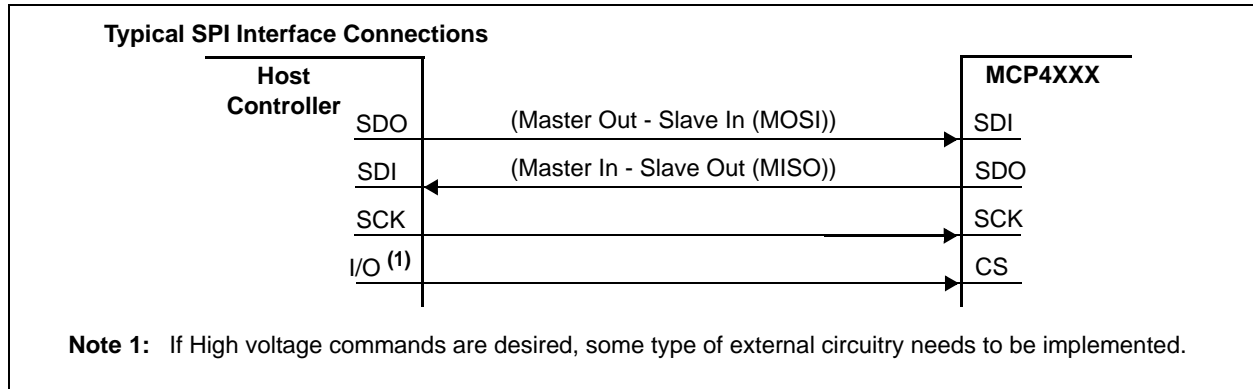 Typical SPI Interface Connections
Host
Controller
MCP4XXX
SDO
(Master Out - Slave In (MOSI))
SDI
SDI
(Master In - Slave Out (MISO))
SDO
SCK
SCK
I/O (1)
CS
Note 1: If High voltage commands are desired, some type of external circuitry needs to be implemented.